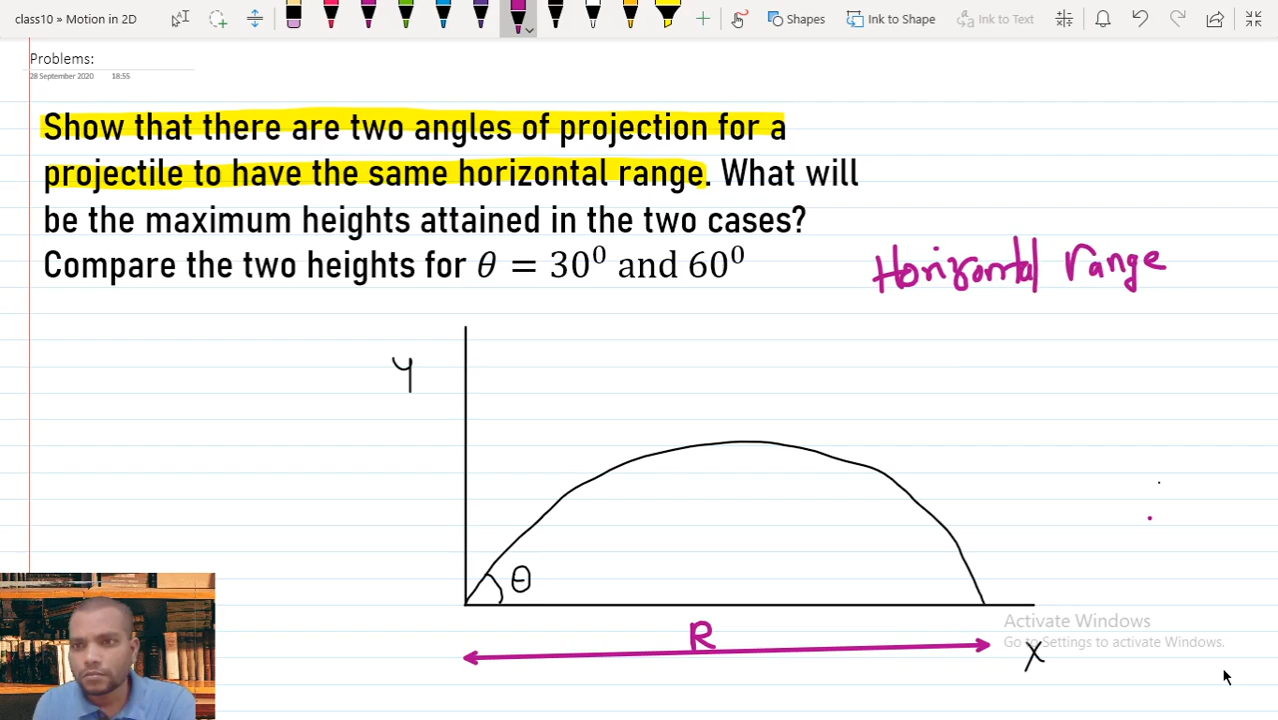 class10 » Motion in 2D
Shapes
Ink to Shape
Ink to Text
Problems:
28 September 2020 18:55
Show that there are two angles of projection for a
projectile to have the same horizontal range. What will
be the maximum heights attained in the two cases?
Compare the two heights for θ = 30⁰ and 60⁰
Horizontal range
Y
θ
R
X
Activate Windows
Go to Settings to activate Windows.